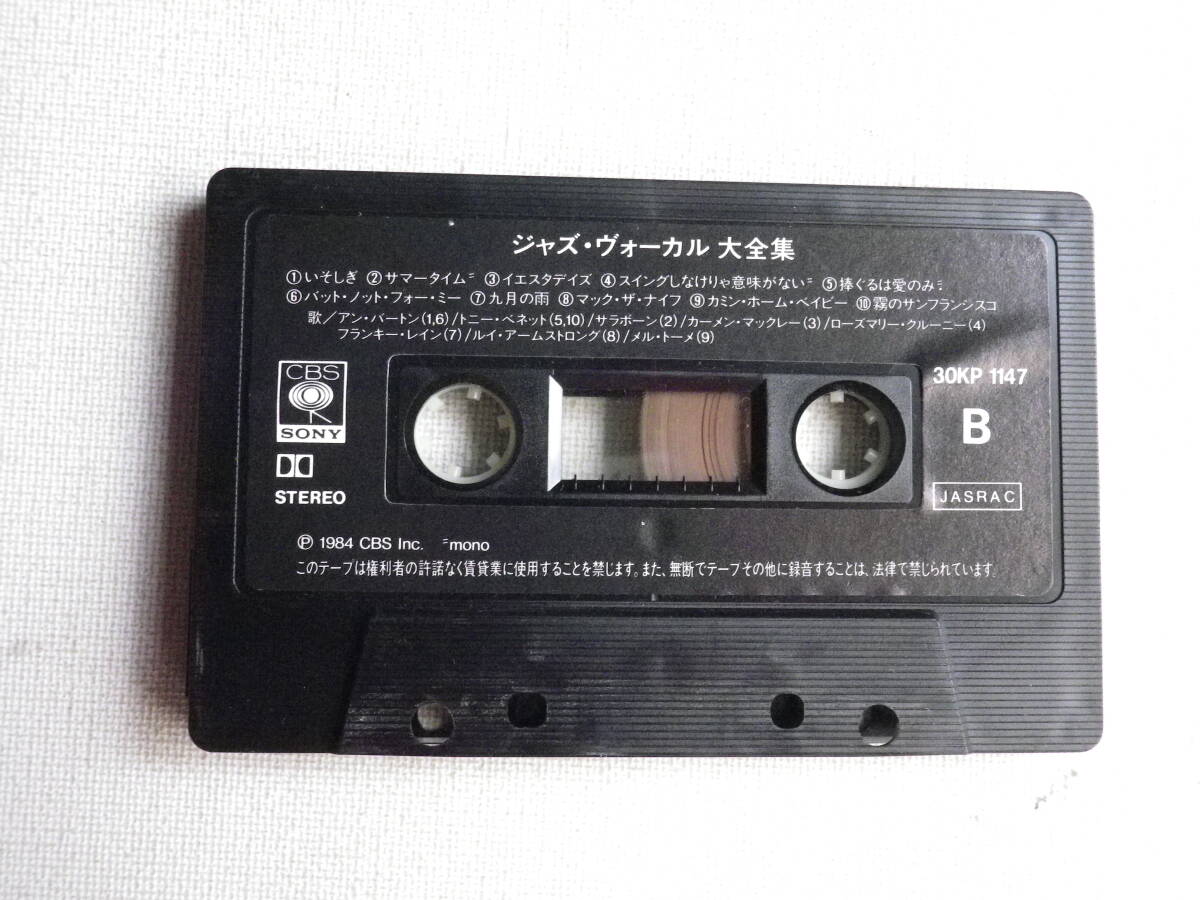 ジャズ・ヴォーカル 大全集
①いそしぎ ②サマータイム⁼ ③イエスタデイズ ④スイングしなけりゃ意味がない⁼ ⑤捧ぐるは愛のみ⁼
⑥バット・ノット・フォー・ミー ⑦九月の雨 ⑧マック・ザ・ナイフ ⑨カミン・ホーム・ベイビー ⑩霧のサンフランシスコ
歌/アン・バートン(1,6)/トニー・ベネット(5,10)/サラボーン(2)/カーメン・マックレー(3)/ローズマリー・クルーニー(4)
フランキー・レイン(7)/ルイ・アームストロング(8)/メル・トーメ(9)
CBS
SONY
STEREO
30KP 1147
B
JASRAC
Ⓟ 1984 CBS Inc. ⁼mono
このテープは権利者の許諾なく賃貸業に使用することを禁じます。また、無断でテープその他に録音することは、法律で禁じられています。